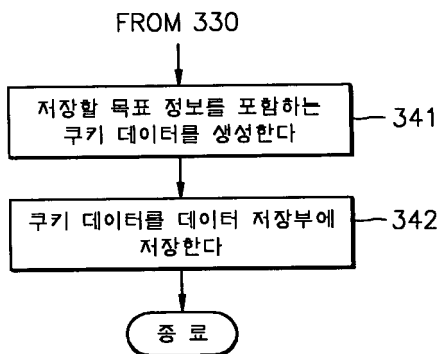 FROM 330
저장할 목표 정보를 포함하는
쿠키 데이터를 생성한다
341
쿠키 데이터를 데이터 저장부에
저장한다
342
종 료